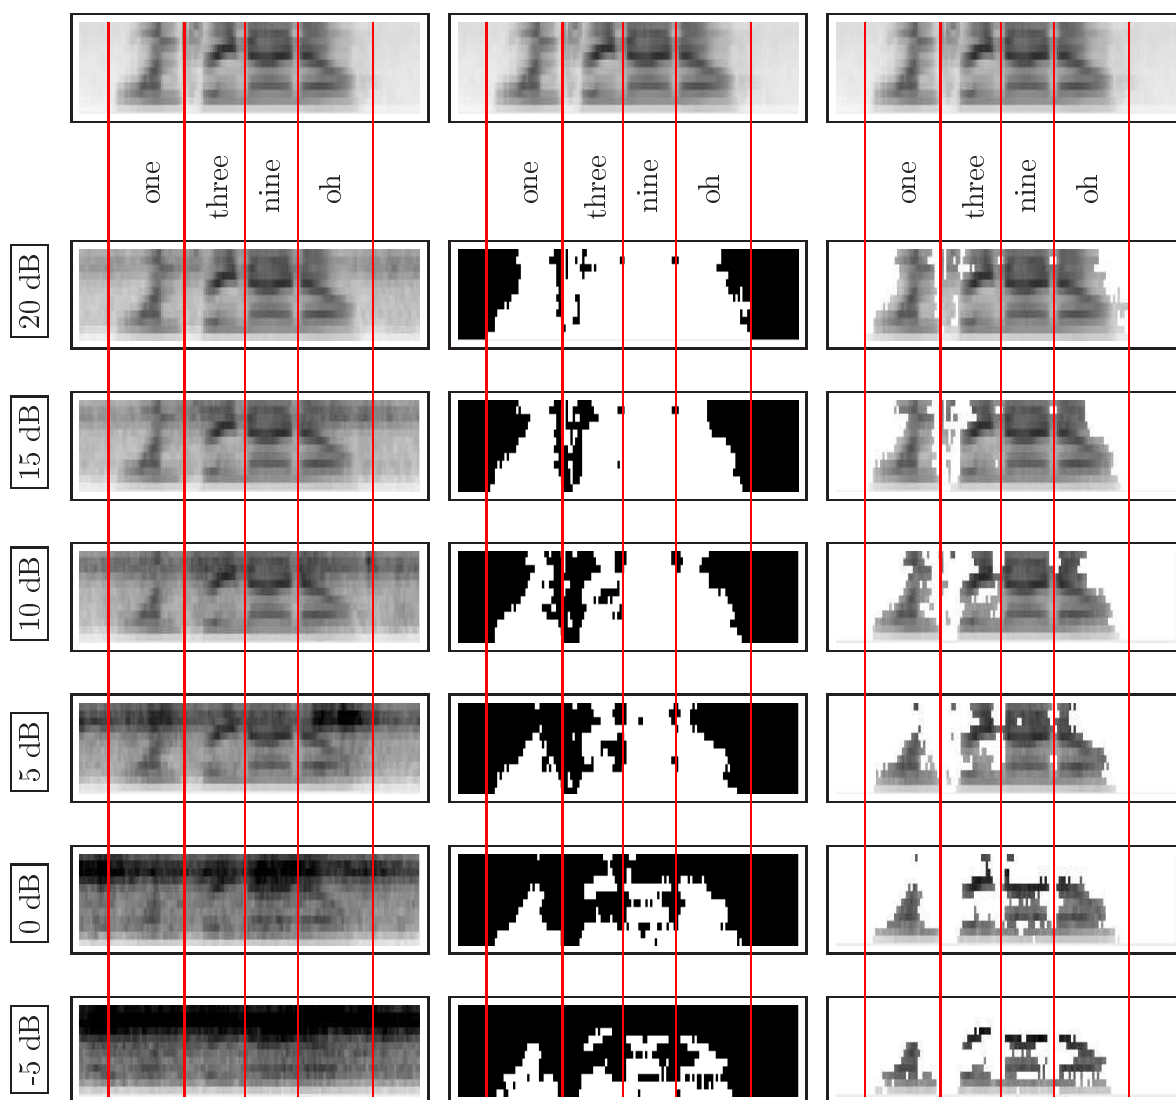 one three nine oh one three nine oh one three nine oh
20 dB
15 dB
10 dB
5 dB
0 dB
-5 dB